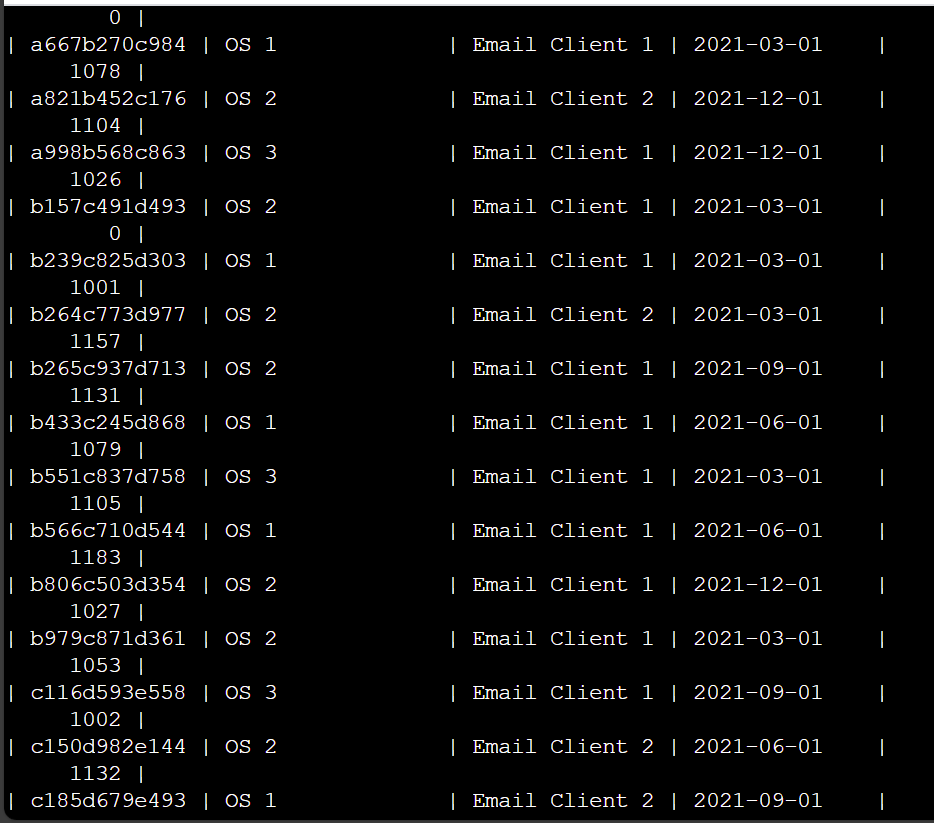 0 |
| a667b270c984 | OS 1 | Email Client 1 | 2021-03-01 |
1078 |
| a821b452c176 | OS 2 | Email Client 2 | 2021-12-01 |
1104 |
| a998b568c863 | OS 3 | Email Client 1 | 2021-12-01 |
1026 |
| b157c491d493 | OS 2 | Email Client 1 | 2021-03-01 |
0 |
| b239c825d303 | OS 1 | Email Client 1 | 2021-03-01 |
1001 |
| b264c773d977 | OS 2 | Email Client 2 | 2021-03-01 |
1157 |
| b265c937d713 | OS 2 | Email Client 1 | 2021-09-01 |
1131 |
| b433c245d868 | OS 1 | Email Client 1 | 2021-06-01 |
1079 |
| b551c837d758 | OS 3 | Email Client 1 | 2021-03-01 |
1105 |
| b566c710d544 | OS 1 | Email Client 1 | 2021-06-01 |
1183 |
| b806c503d354 | OS 2 | Email Client 1 | 2021-12-01 |
1027 |
| b979c871d361 | OS 2 | Email Client 1 | 2021-03-01 |
1053 |
| c116d593e558 | OS 3 | Email Client 1 | 2021-09-01 |
1002 |
| c150d982e144 | OS 2 | Email Client 2 | 2021-06-01 |
1132 |
| c185d679e493 | OS 1 | Email Client 2 | 2021-09-01 |